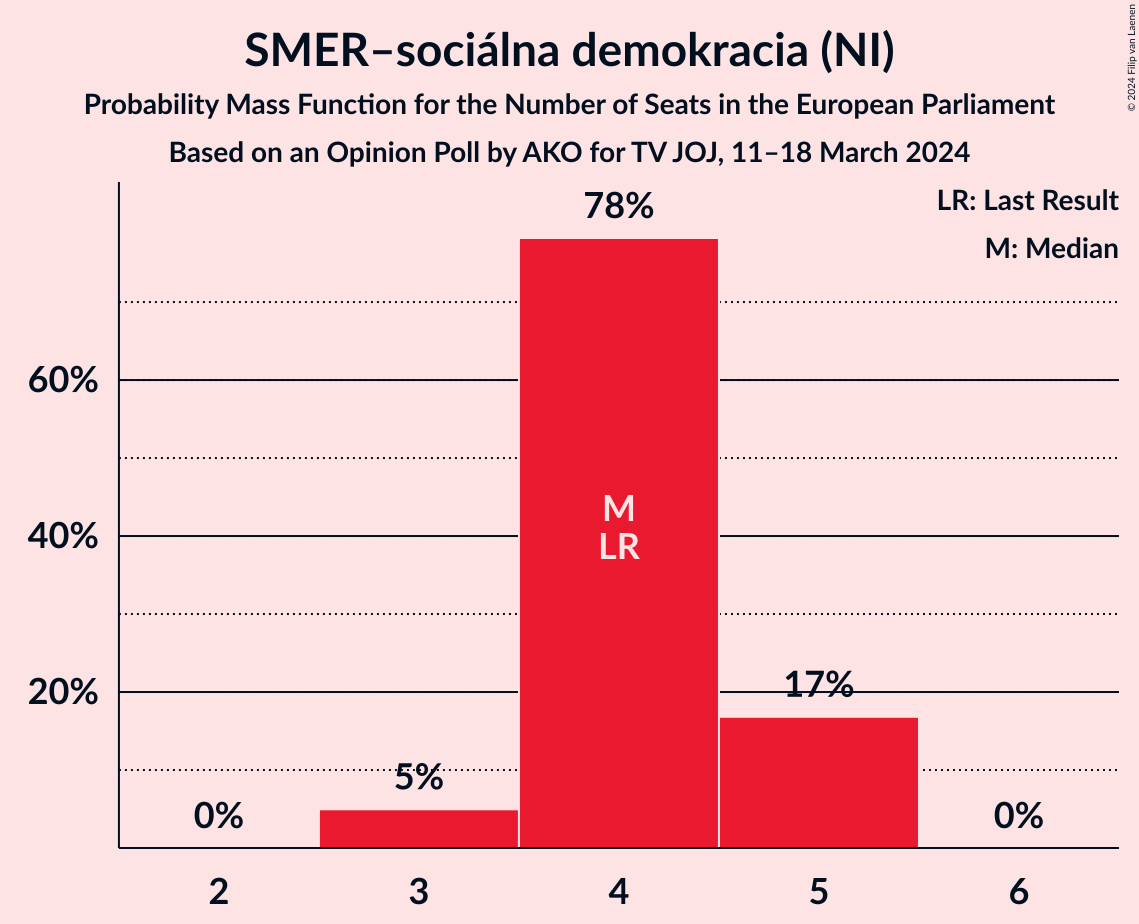 SMER–sociálna demokracia (NI)
Probability Mass Function for the Number of Seats in the European Parliament
Based on an Opinion Poll by AKO for TV JOJ, 11–18 March 2024
© 2024 Filip van Laenen
LR: Last Result
M: Median
78%
60%
40%
20%
M
LR
17%
5%
0%
0%
2
3
4
5
6